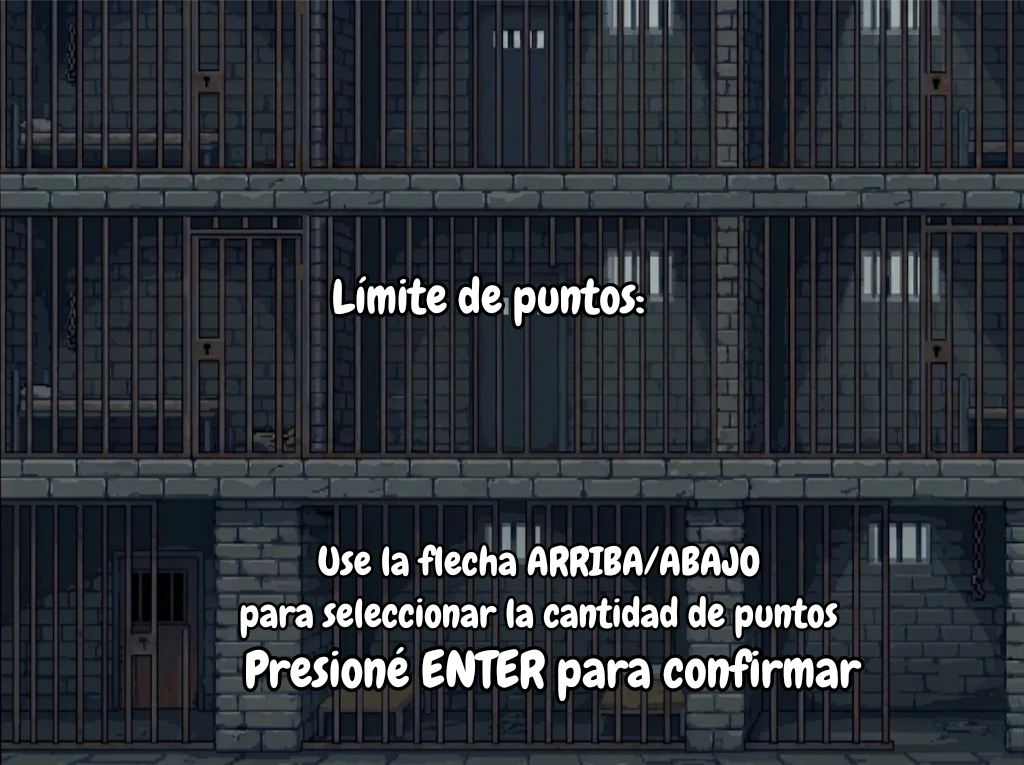 Límite de puntos:
Use la flecha ARRIBA/ABAJO
para seleccionar la cantidad de puntos
Presioné ENTER para confirmar